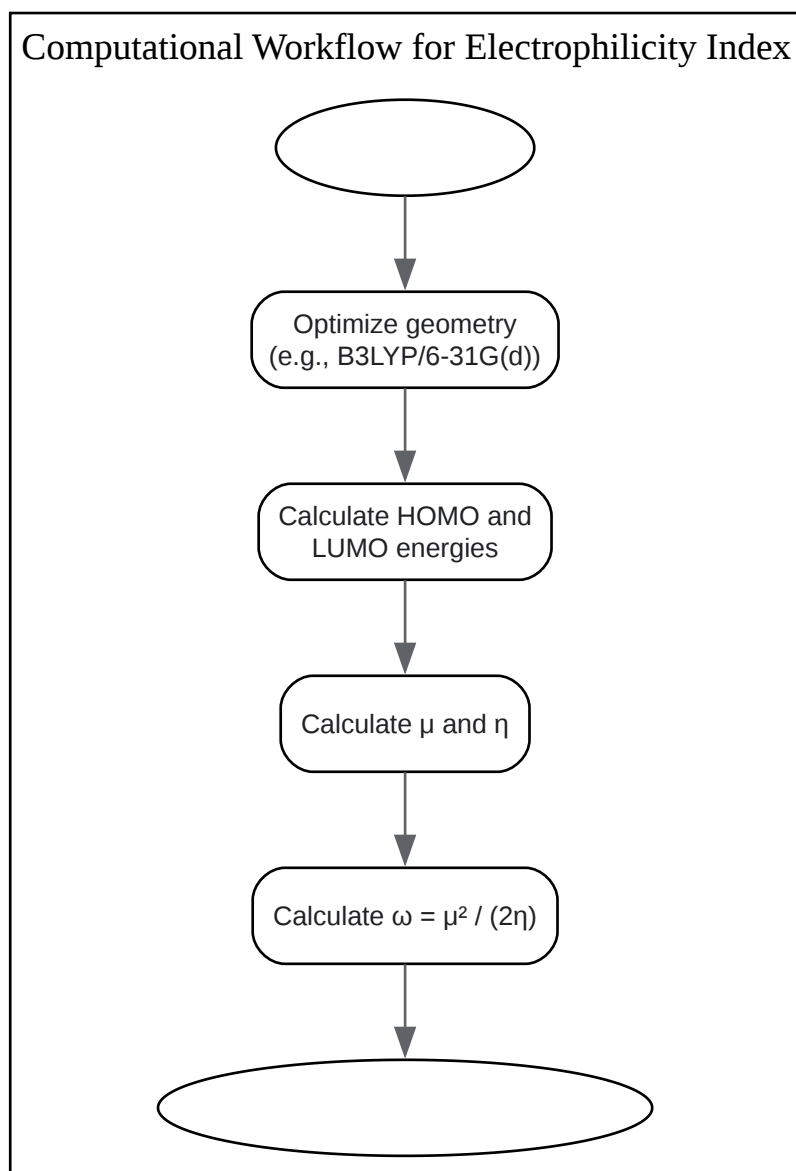 Computational Workflow for Electrophilicity Index
Optimize geometry
(e.g., B3LYP/6-31G(d))
Calculate HOMO and
LUMO energies
Calculate μ and η
Calculate ω = μ² / (2η)